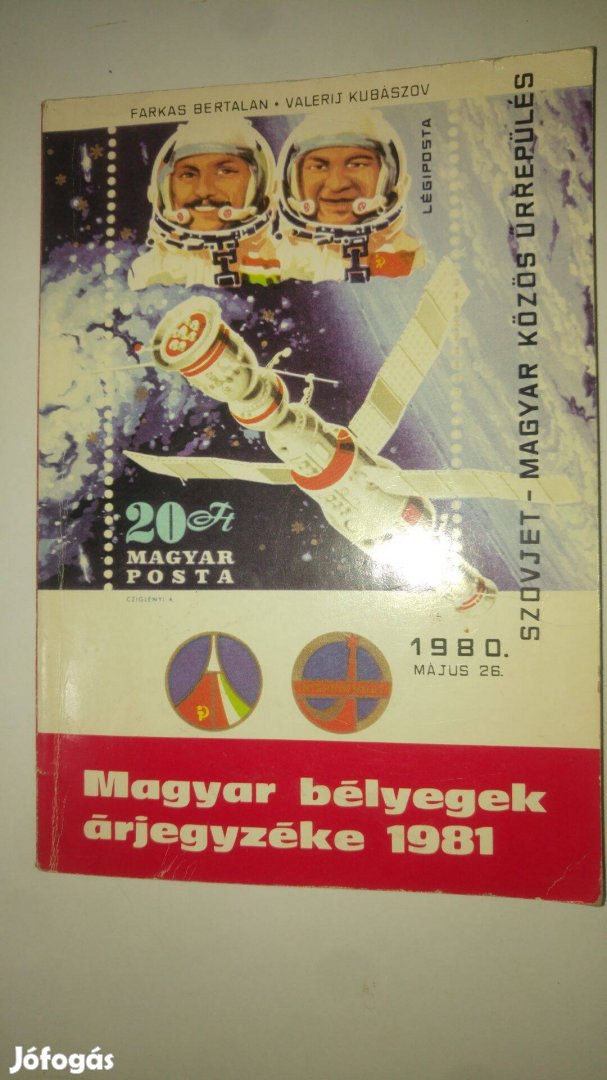 FARKAS BERTALAN • VALERIJ KUBÁSZOV
LÉGIPOSTA
SZOVJET - MAGYAR KÖZÖS ŰRREPÜLÉS
20 Ft
MAGYAR
POSTA
CZIGLÉNYI Á.
1980.
MÁJUS 26.
Magyar bélyegek
árjegyzéke 1981
Jófogás